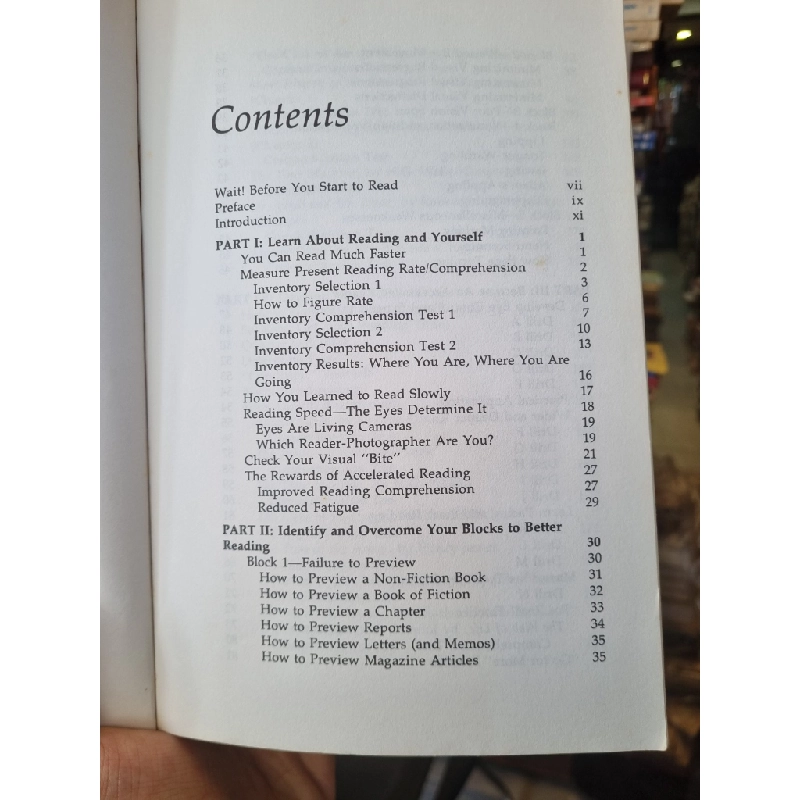 Contents
Wait! Before You Start to Read vii
Preface ix
Introduction xi
PART I: Learn About Reading and Yourself 1
You Can Read Much Faster 1
Measure Present Reading Rate/Comprehension 2
Inventory Selection 1 3
How to Figure Rate 6
Inventory Comprehension Test 1 7
Inventory Selection 2 10
Inventory Comprehension Test 2 13
Inventory Results: Where You Are, Where You Are
Going 16
How You Learned to Read Slowly 17
Reading Speed—The Eyes Determine It 18
Eyes Are Living Cameras 19
Which Reader-Photographer Are You? 19
Check Your Visual "Bite" 21
The Rewards of Accelerated Reading 27
Improved Reading Comprehension 27
Reduced Fatigue 29
PART II: Identify and Overcome Your Blocks to Better
Reading 30
Block 1—Failure to Preview 30
How to Preview a Non-Fiction Book 31
How to Preview a Book of Fiction 32
How to Preview a Chapter 33
How to Preview Reports 34
How to Preview Letters (and Memos) 35
How to Preview Magazine Articles 35